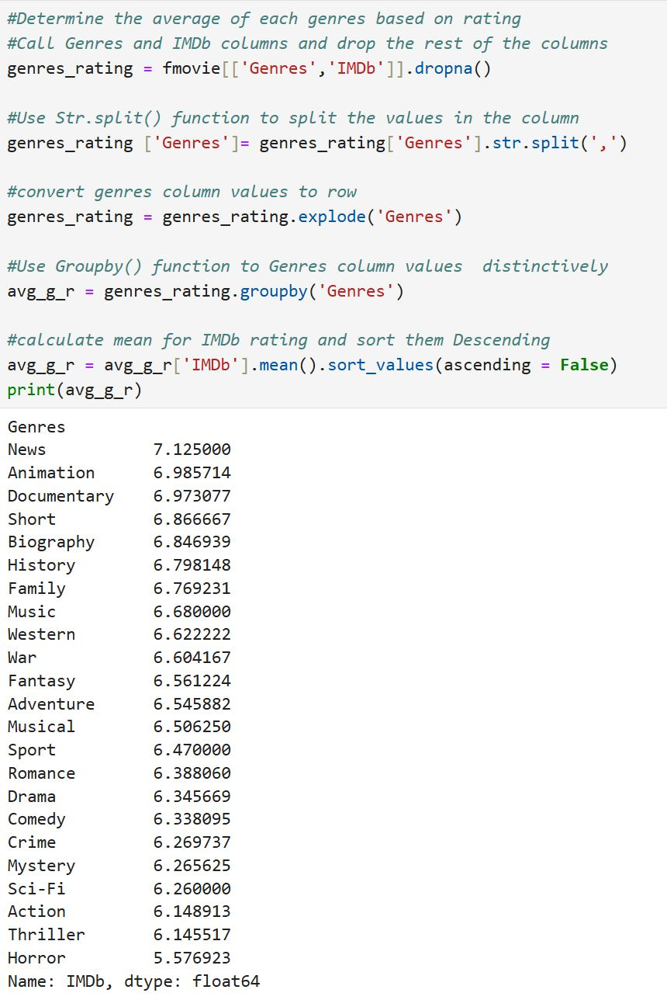 #Determine the average of each genres based on rating
#Call Genres and IMDb columns and drop the rest of the columns
genres_rating = fmovie[['Genres','IMDb']].dropna()
#Use Str.split() function to split the values in the column
genres_rating ['Genres']= genres_rating['Genres'].str.split(',')
#convert genres column values to row
genres_rating = genres_rating.explode('Genres')
#Use Groupby() function to Genres column values  distinctively
avg_g_r = genres_rating.groupby('Genres')
#calculate mean for IMDb rating and sort them Descending
avg_g_r = avg_g_r['IMDb'].mean().sort_values(ascending = False)
print(avg_g_r)
Genres
News           7.125000
Animation      6.985714
Documentary    6.973077
Short          6.866667
Biography      6.846939
History        6.798148
Family         6.769231
Music          6.680000
Western        6.622222
War            6.604167
Fantasy        6.561224
Adventure      6.545882
Musical        6.506250
Sport          6.470000
Romance        6.388060
Drama          6.345669
Comedy         6.338095
Crime          6.269737
Mystery        6.265625
Sci-Fi         6.260000
Action         6.148913
Thriller       6.145517
Horror         5.576923
Name: IMDb, dtype: float64